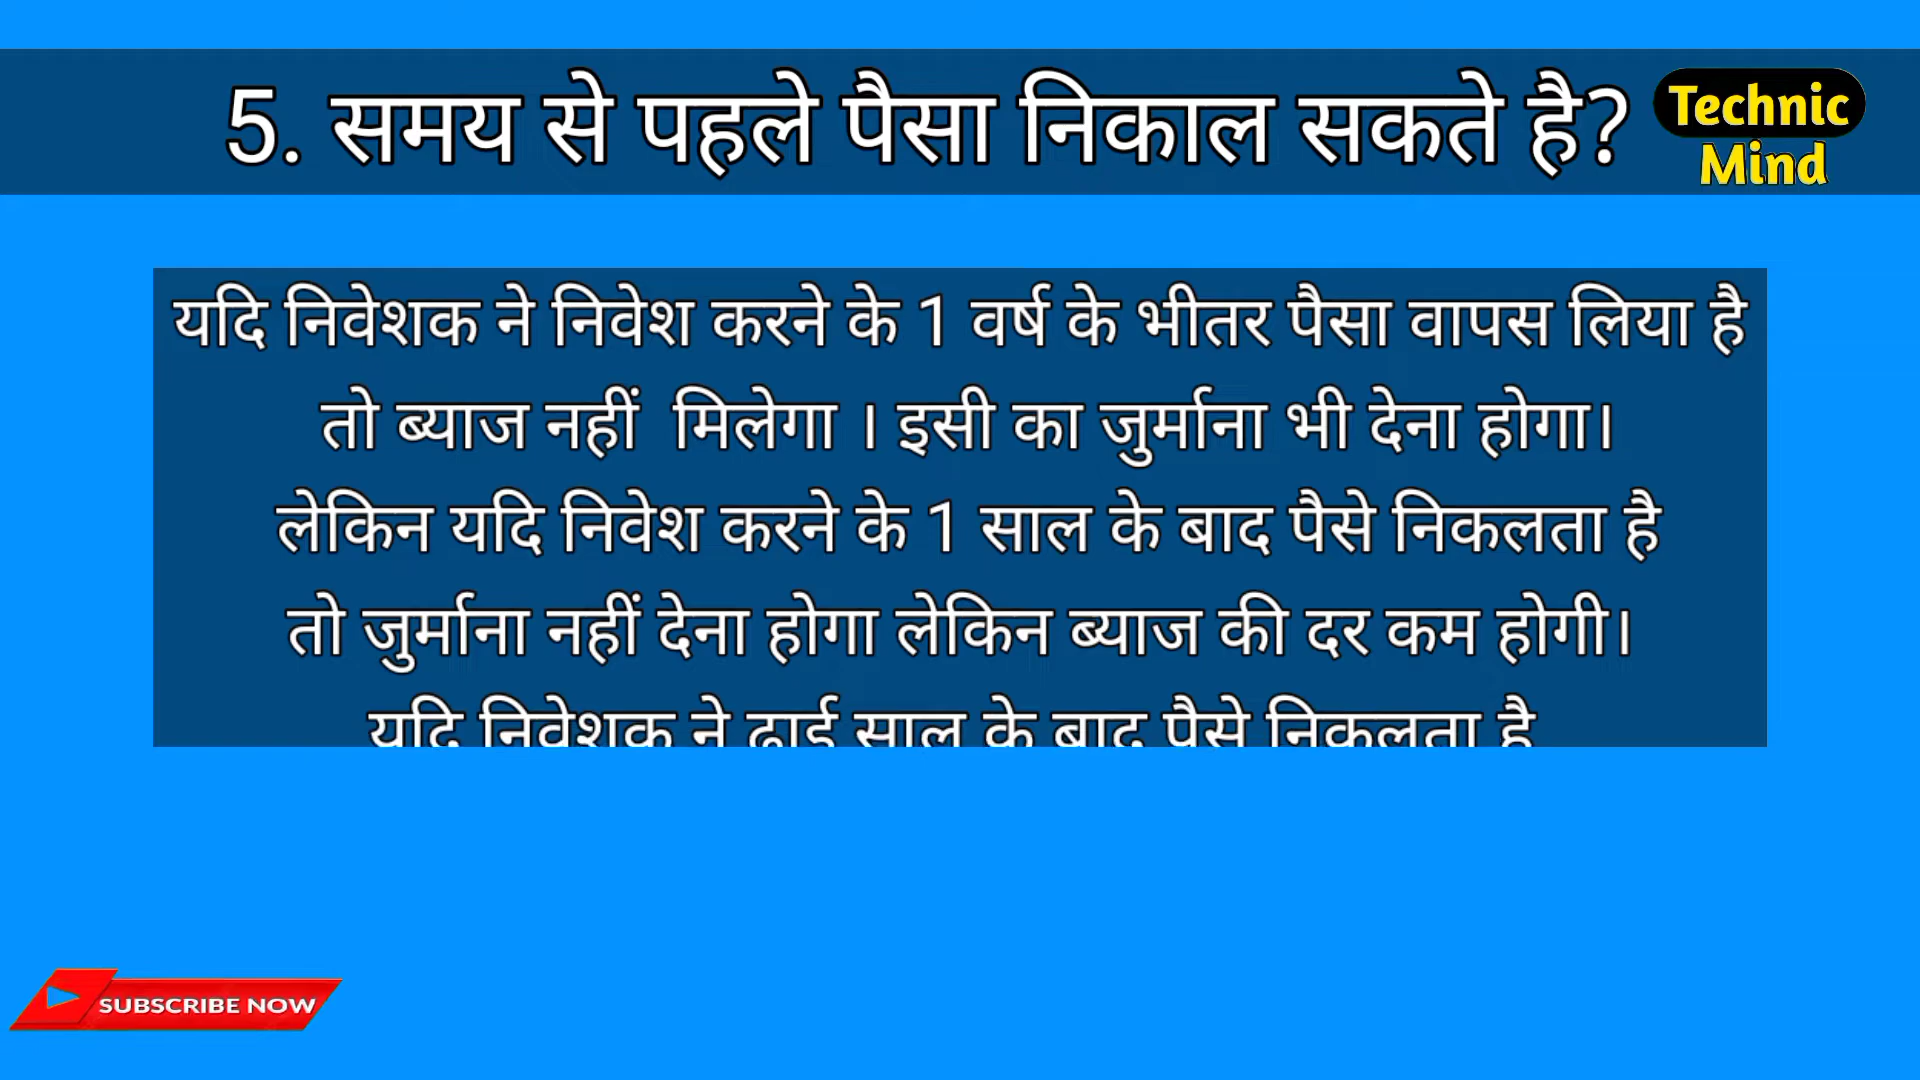 5. समय से पहले पैसा निकाल सकते है?
Technic
Mind
यदि निवेशक ने निवेश करने के 1 वर्ष के भीतर पैसा वापस लिया है
तो ब्याज नहीं मिलेगा । इसी का जुर्माना भी देना होगा।
लेकिन यदि निवेश करने के 1 साल के बाद पैसे निकलता है
तो जुर्माना नहीं देना होगा लेकिन ब्याज की दर कम होगी।
यदि निवेशक ने ढाई साल के बाद पैसे निकलता है
SUBSCRIBE NOW